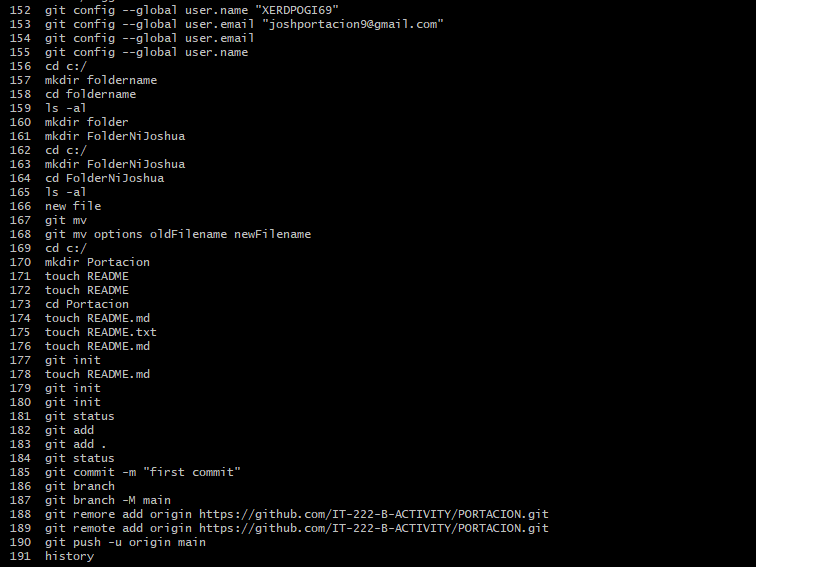 152 git config --global user.name "XERDPOGI69"
153 git config --global user.email "joshportacion9@gmail.com"
154 git config --global user.email
155 git config --global user.name
156 cd c:/
157 mkdir foldername
158 cd foldername
159 ls -al
160 mkdir folder
161 mkdir FolderNiJoshua
162 cd c:/
163 mkdir FolderNiJoshua
164 cd FolderNiJoshua
165 ls -al
166 new file
167 git mv
168 git mv options oldFilename newFilename
169 cd c:/
170 mkdir Portacion
171 touch README
172 touch README
173 cd Portacion
174 touch README.md
175 touch README.txt
176 touch README.md
177 git init
178 touch README.md
179 git init
180 git init
181 git status
182 git add
183 git add .
184 git status
185 git commit -m "first commit"
186 git branch
187 git branch -M main
188 git remore add origin https://github.com/IT-222-B-ACTIVITY/PORTACION.git
189 git remote add origin https://github.com/IT-222-B-ACTIVITY/PORTACION.git
190 git push -u origin main
191 history